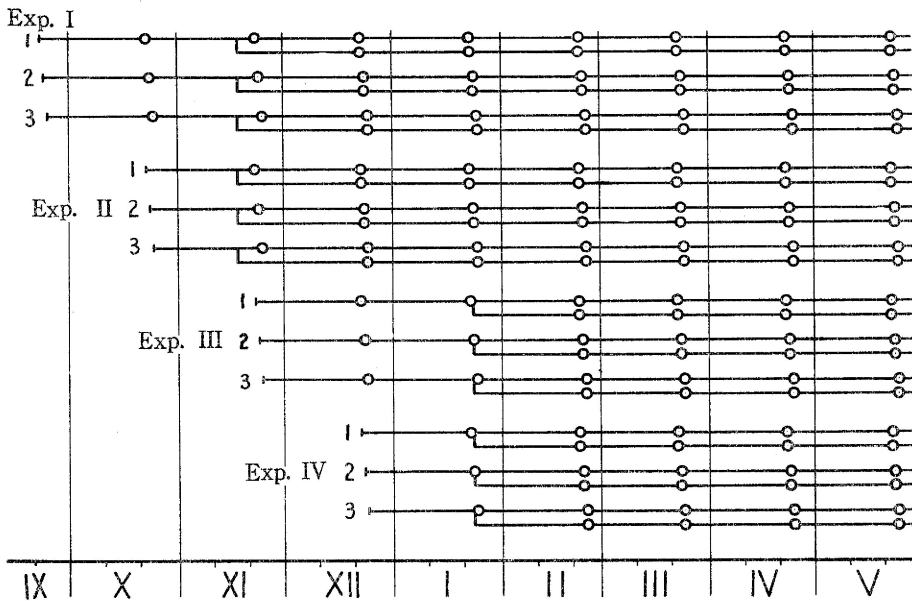 Exp. I
1
2
3
1
Exp. II 2
3
1
Exp. III 2
3
1
Exp. IV 2
3
IX X XI XII I II III IV V